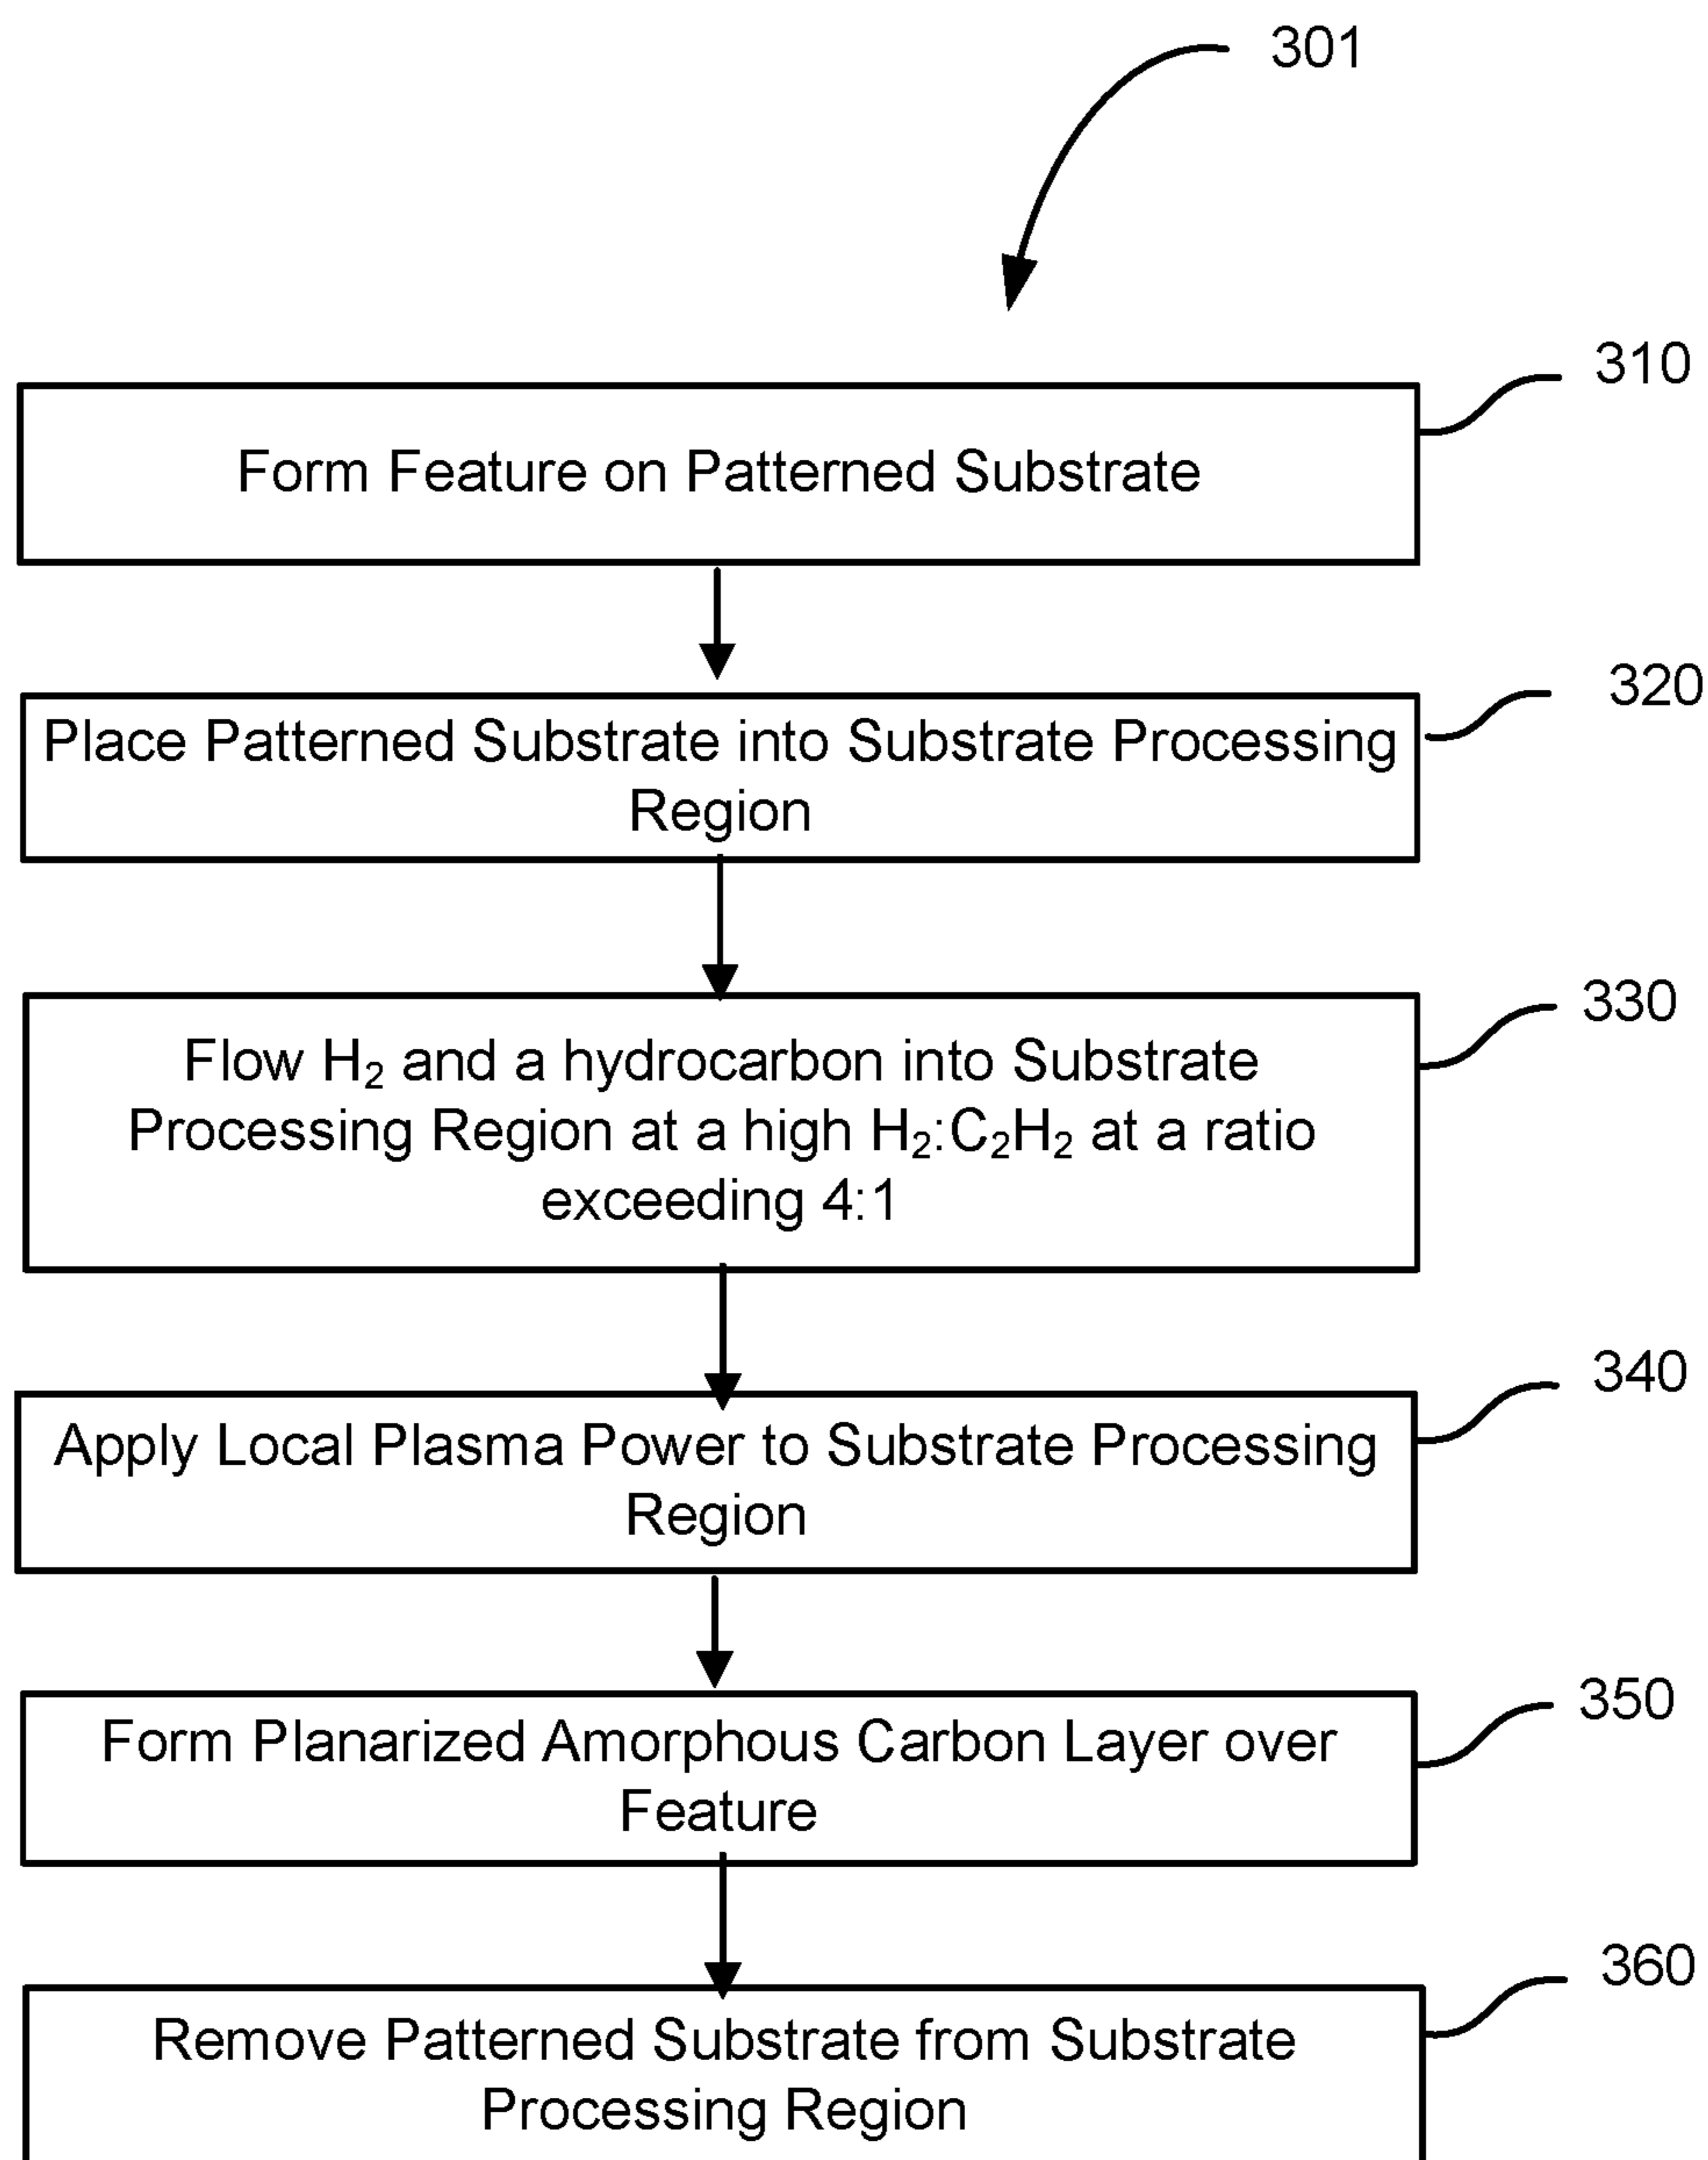 301
310
Form Feature on Patterned Substrate
320
Place Patterned Substrate into Substrate Processing
Region
330
Flow H₂ and a hydrocarbon into Substrate
Processing Region at a high H₂:C₂H₂ at a ratio
exceeding 4:1
340
Apply Local Plasma Power to Substrate Processing
Region
350
Form Planarized Amorphous Carbon Layer over
Feature
360
Remove Patterned Substrate from Substrate
Processing Region